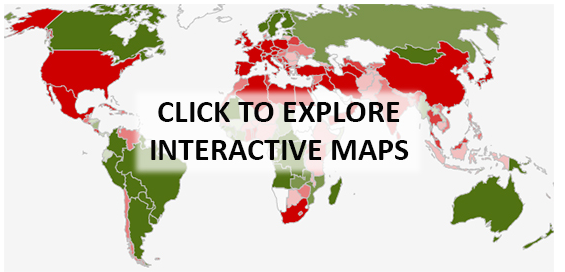 CLICK TO EXPLORE
INTERACTIVE MAPS